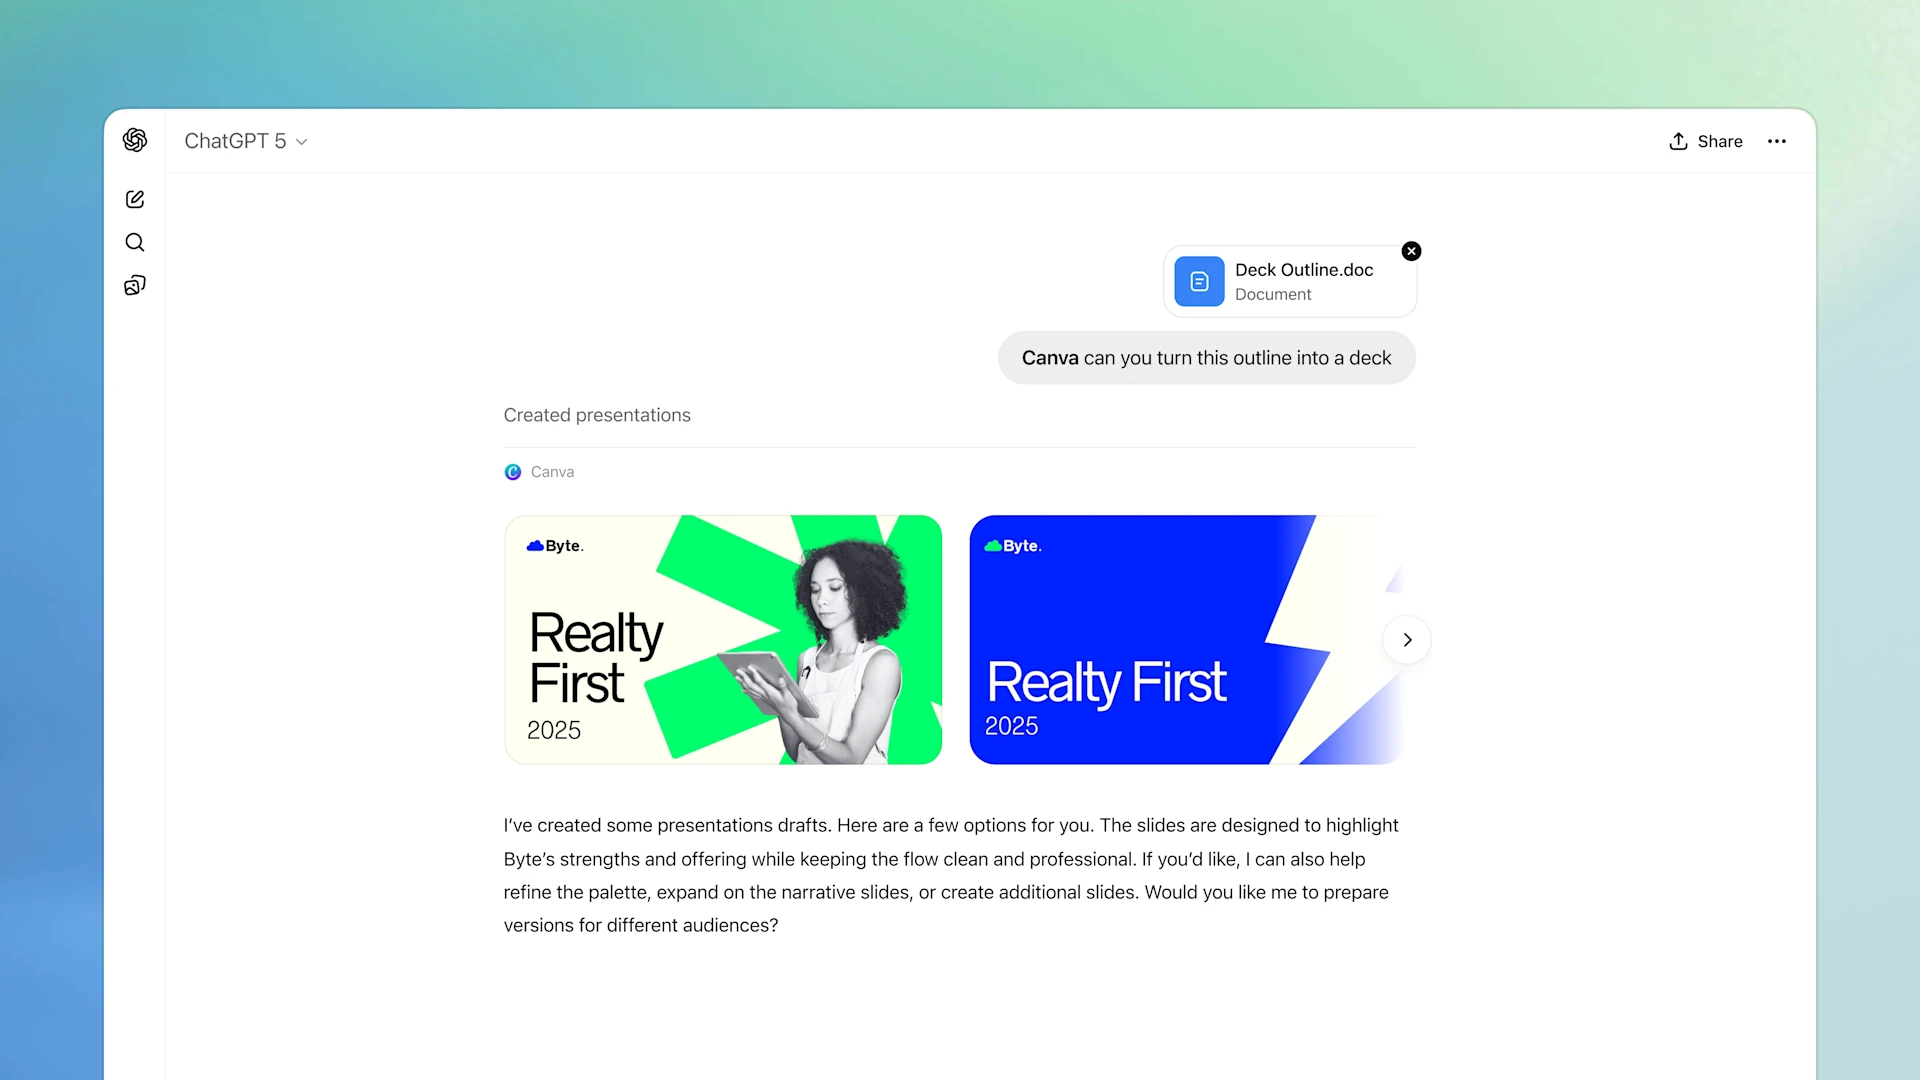 ChatGPT 5
Share
Deck Outline.doc
Document
Canva can you turn this outline into a deck
Created presentations
Canva
Byte.
Realty
First
2025
Byte.
Realty First
2025
I’ve created some presentations drafts. Here are a few options for you. The slides are designed to highlight
Byte’s strengths and offering while keeping the flow clean and professional. If you’d like, I can also help
refine the palette, expand on the narrative slides, or create additional slides. Would you like me to prepare
versions for different audiences?